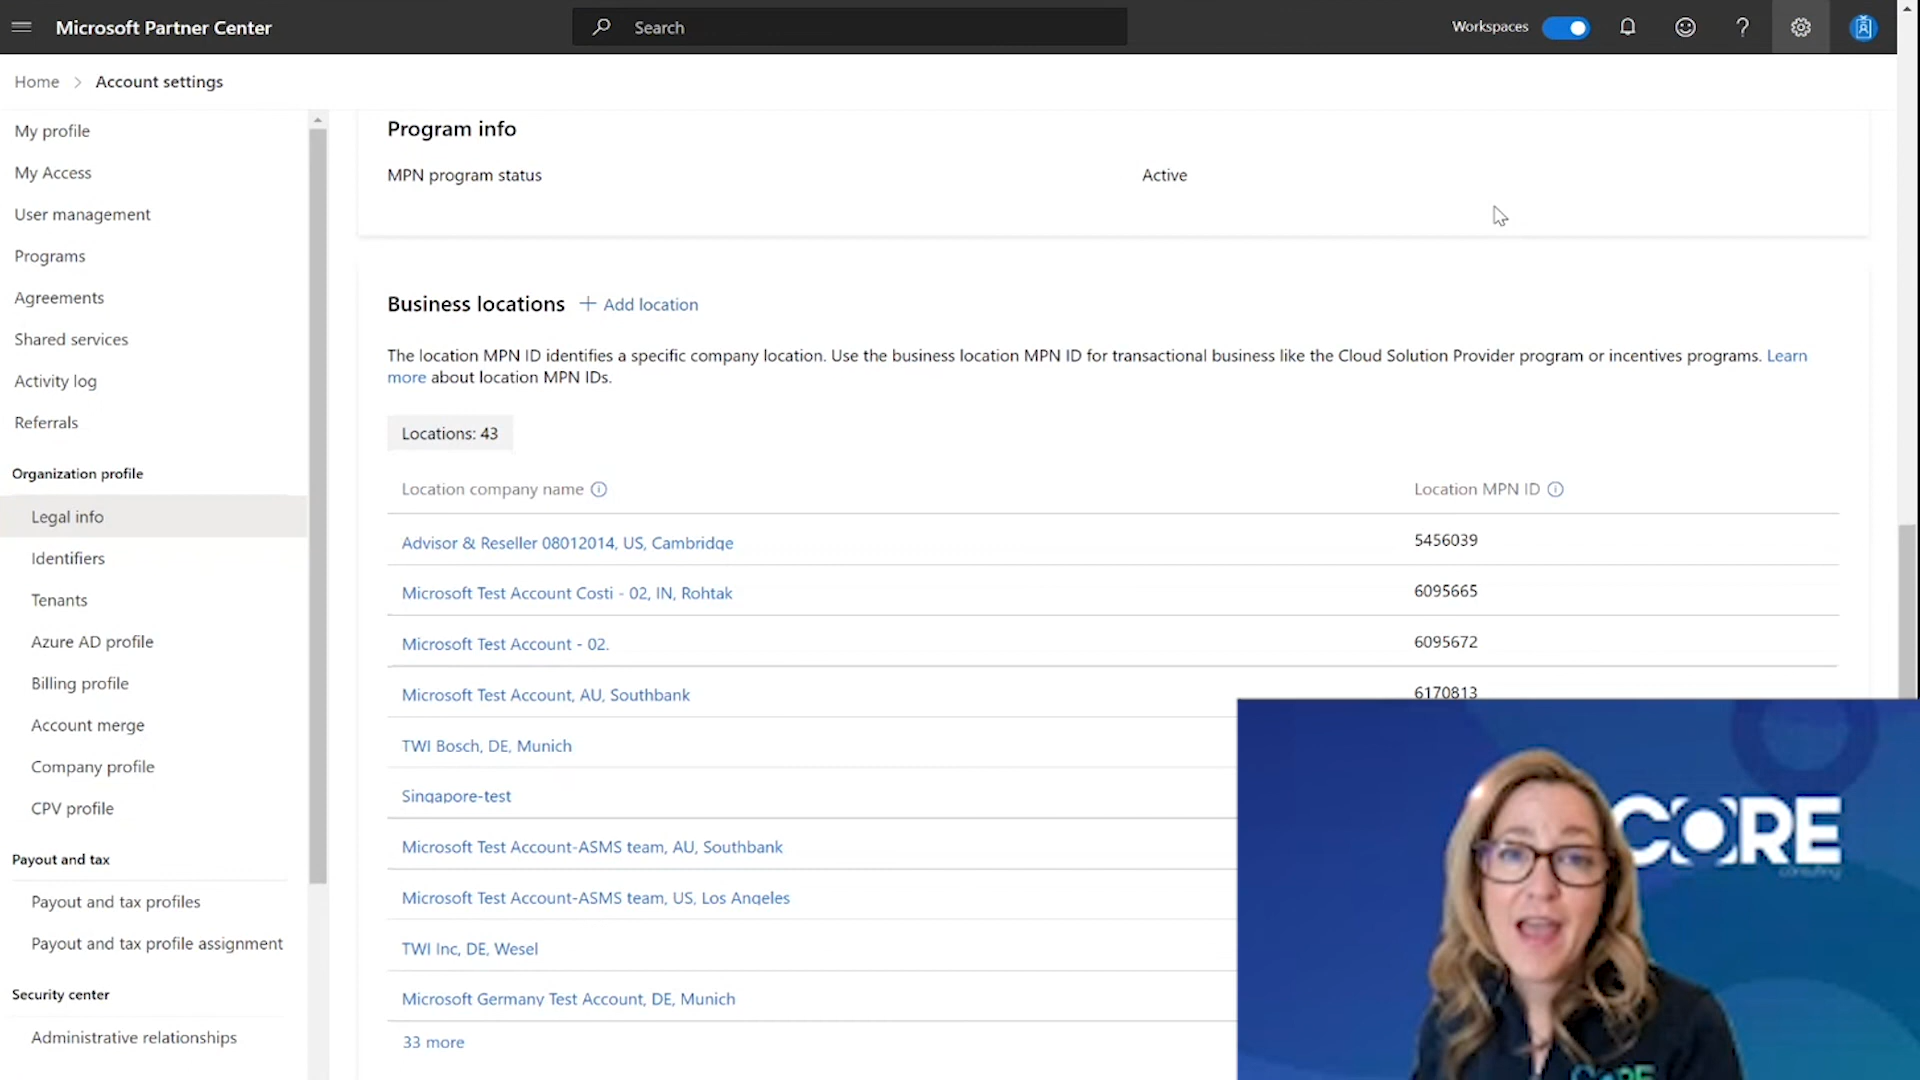 Microsoft Partner Center
Search
Workspaces
Home > Account settings
My profile
My Access
User management
Programs
Agreements
Shared services
Activity log
Referrals
Organization profile
Legal info
Identifiers
Tenants
Azure AD profile
Billing profile
Account merge
Company profile
CPV profile
Payout and tax
Payout and tax profiles
Payout and tax profile assignment
Security center
Administrative relationships
Program info
MPN program status Active
Business locations + Add location
The location MPN ID identifies a specific company location. Use the business location MPN ID for transactional business like the Cloud Solution Provider program or incentives programs. Learn
more about location MPN IDs.
Locations: 43
Location company name Location MPN ID
Advisor & Reseller 08012014, US, Cambridge 5456039
Microsoft Test Account Costi - 02, IN, Rohtak 6095665
Microsoft Test Account - 02. 6095672
Microsoft Test Account, AU, Southbank 6170813
TWI Bosch, DE, Munich
Singapore-test
Microsoft Test Account-ASMS team, AU, Southbank
Microsoft Test Account-ASMS team, US, Los Angeles
TWI Inc, DE, Wesel
Microsoft Germany Test Account, DE, Munich
33 more
CORE
consulting
CORE